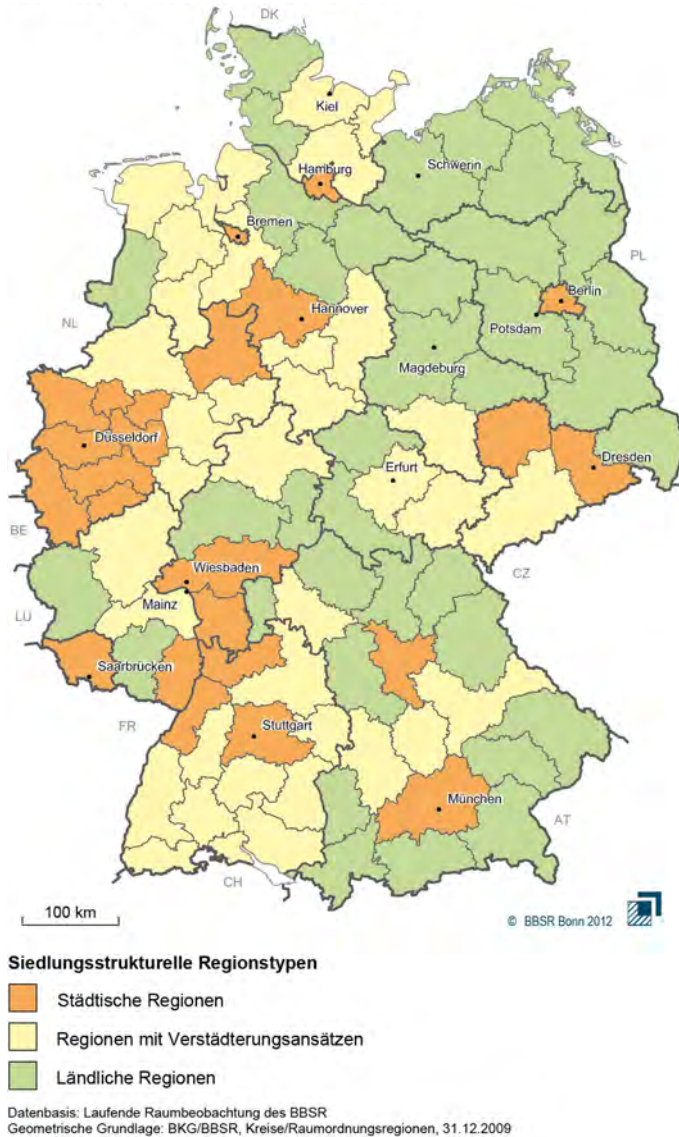 DK
Kiel
Hamburg
Schwerin
Bremen
PL
Berlin
Hannover
NL
Potsdam
Magdeburg
Düsseldorf
Dresden
Erfurt
BE
Wiesbaden
CZ
Mainz
LU
Saarbrücken
FR
Stuttgart
München
AT
CH
100 km
© BBSR Bonn 2012
Siedlungsstrukturelle Regionstypen
Städtische Regionen
Regionen mit Verstädterungsansätzen
Ländliche Regionen
Datenbasis: Laufende Raumbeobachtung des BBSR
Geometrische Grundlage: BKG/BBSR, Kreise/Raumordnungsregionen, 31.12.2009